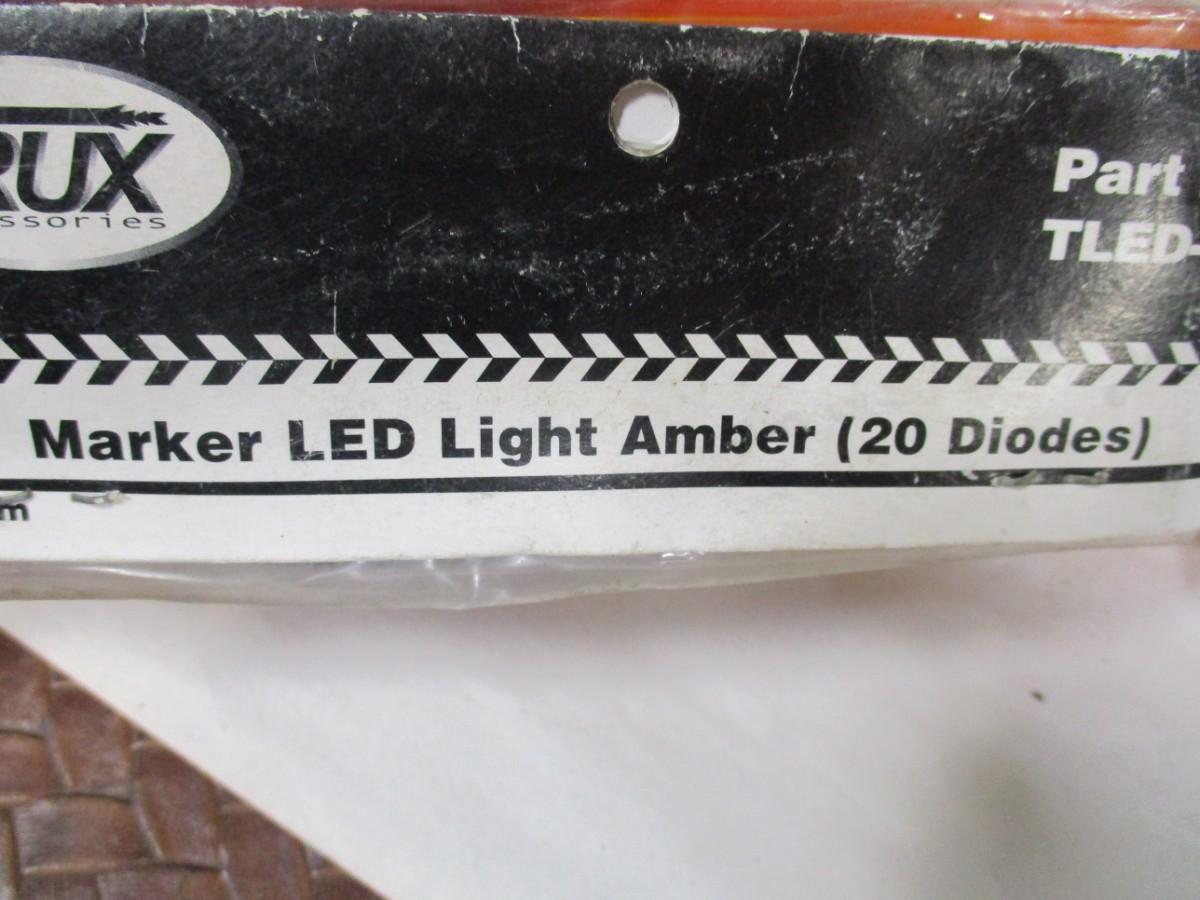 RUX
ssories
Part
TLED-
Marker LED Light Amber (20 Diodes)
m